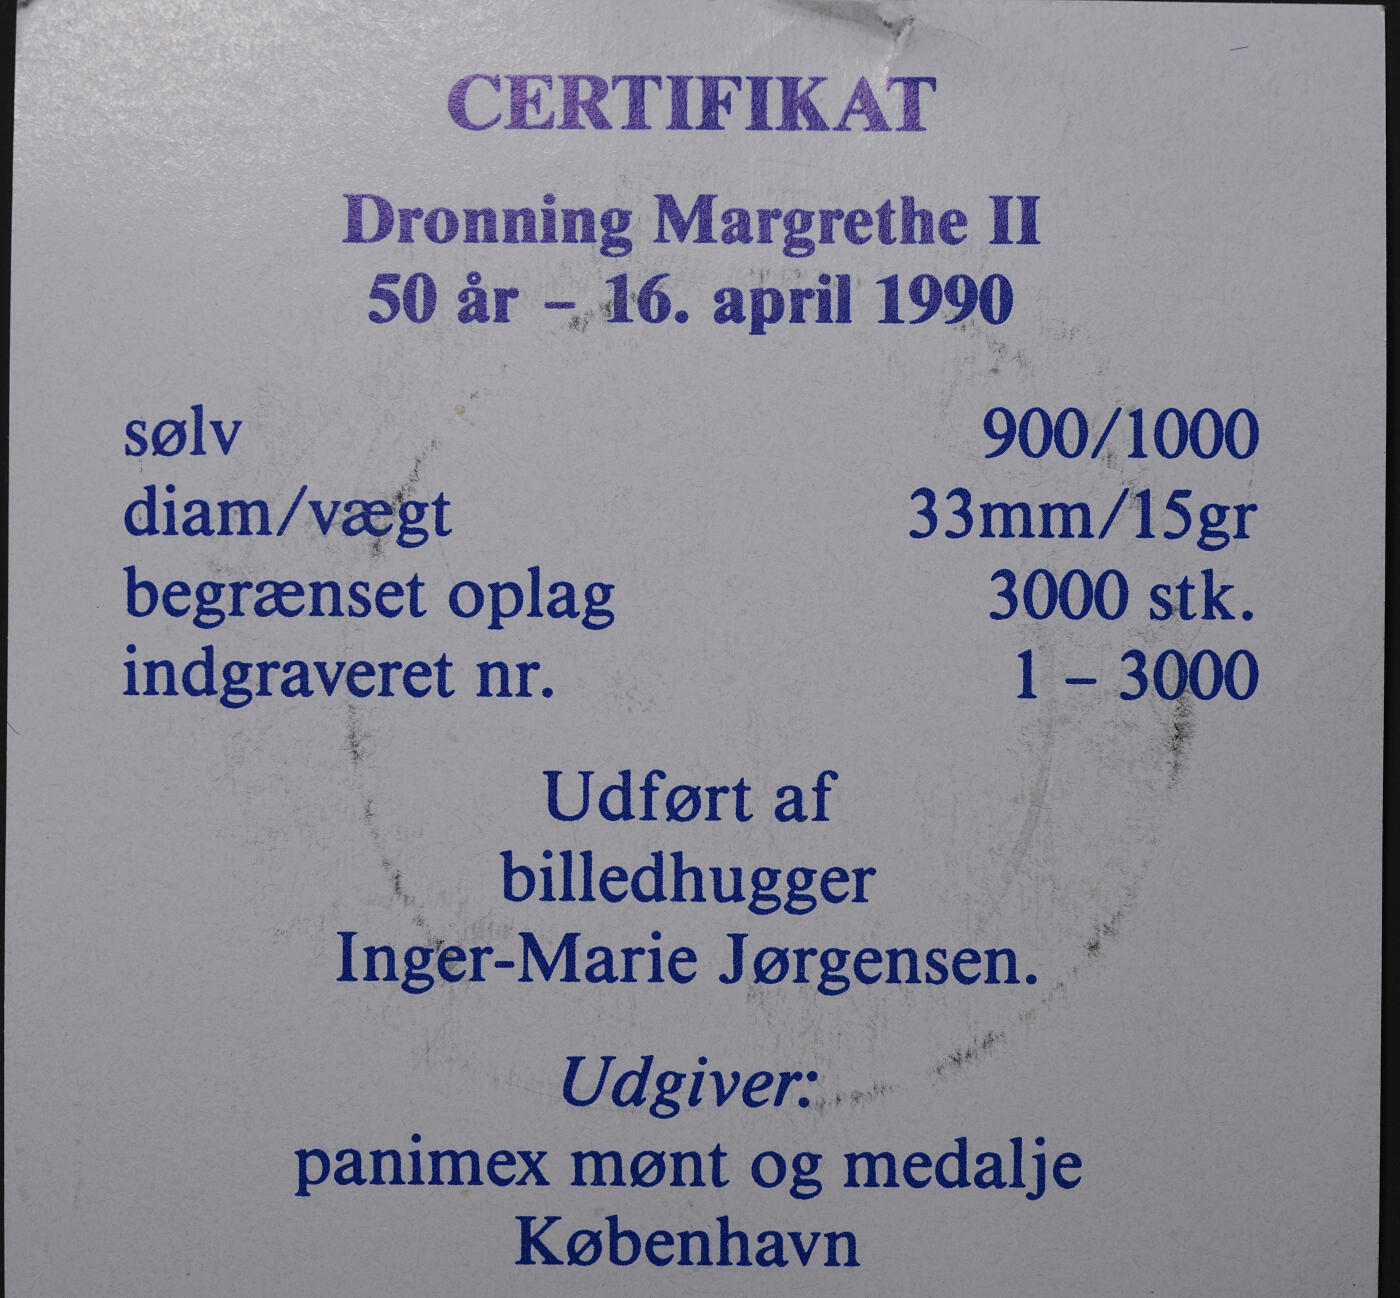 CERTIFIKAT
Dronning Margrethe II
50 år – 16. april 1990
sølv 900/1000
diam/vægt 33mm/15gr
begrænset oplag 3000 stk.
indgraveret nr. 1 – 3000
Udført af
billedhugger
Inger-Marie Jørgensen.
Udgiver:
panimex mønt og medalje
København